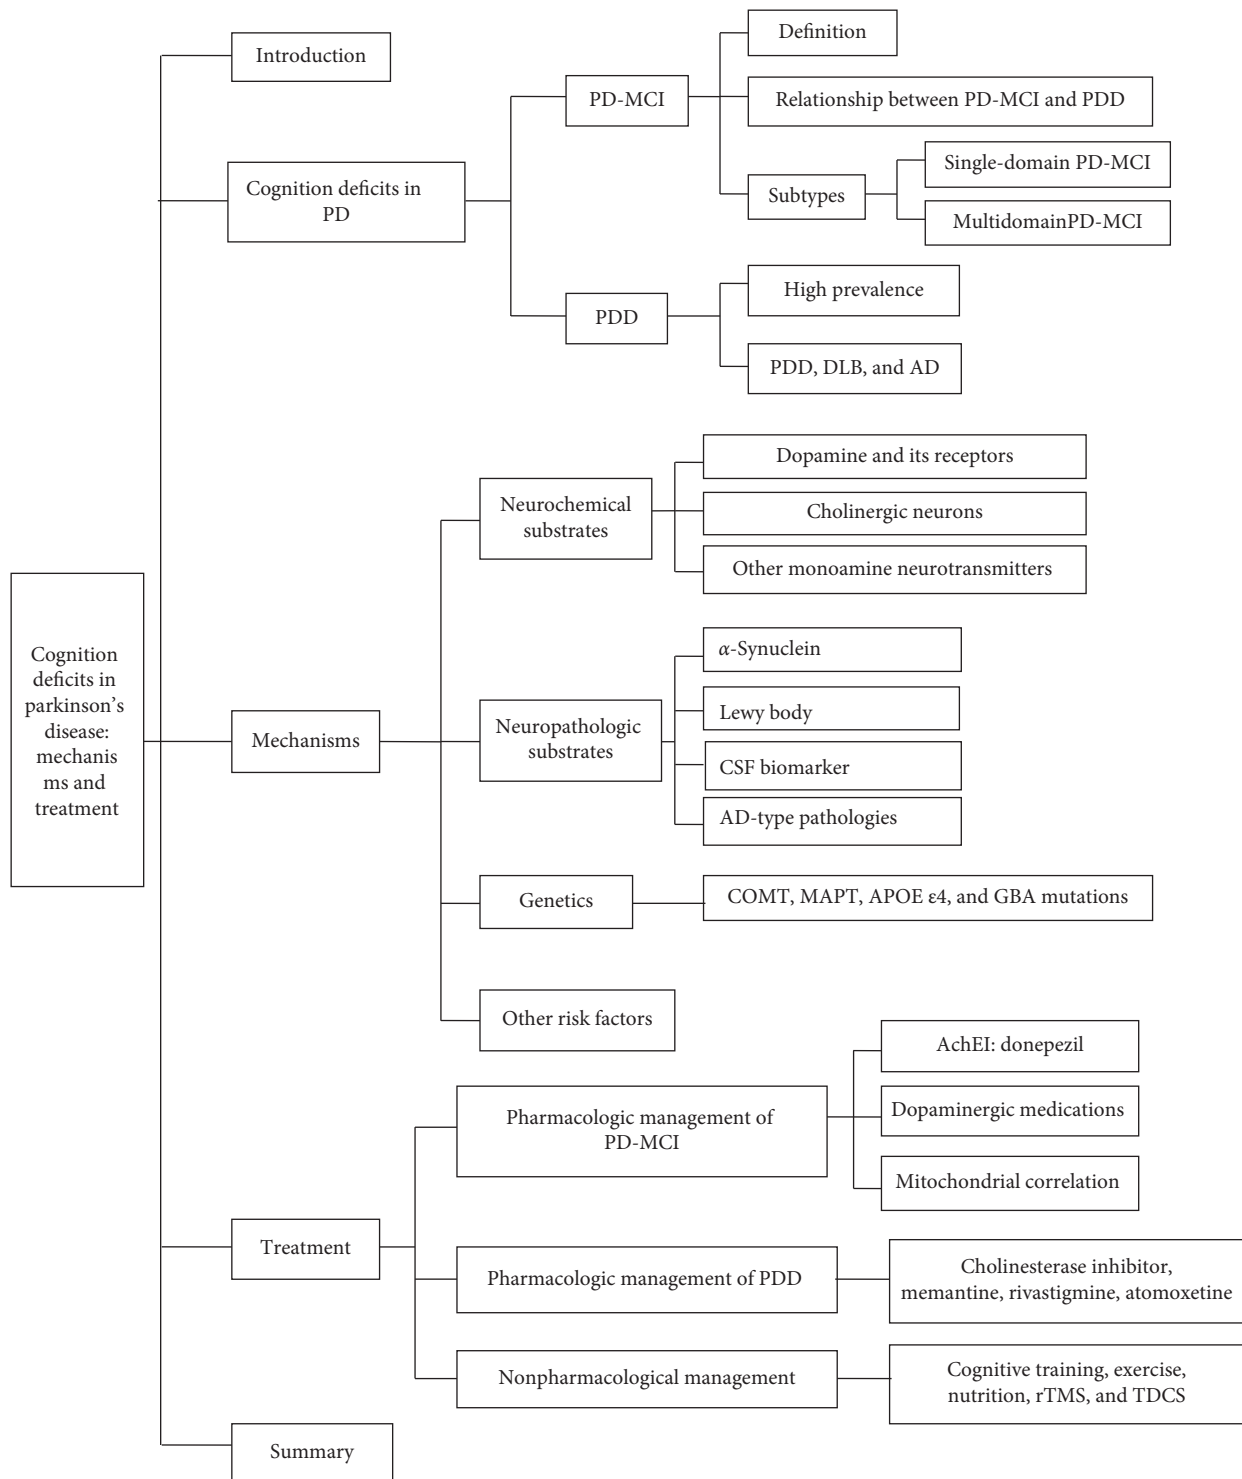 Cognition
deficits in
parkinson's
disease:
mechanis
ms and
treatment
Introduction
Cognition deficits in
PD
PD-MCI
Definition
Relationship between PD-MCI and PDD
Subtypes
Single-domain PD-MCI
MultidomainPD-MCI
PDD
High prevalence
PDD, DLB, and AD
Mechanisms
Neurochemical
substrates
Dopamine and its receptors
Cholinergic neurons
Other monoamine neurotransmitters
Neuropathologic
substrates
α-Synuclein
Lewy body
CSF biomarker
AD-type pathologies
Genetics
COMT, MAPT, APOE ε4, and GBA mutations
Other risk factors
Treatment
Pharmacologic management of
PD-MCI
AchEI: donepezil
Dopaminergic medications
Mitochondrial correlation
Pharmacologic management of PDD
Cholinesterase inhibitor,
memantine, rivastigmine, atomoxetine
Nonpharmacological management
Cognitive training, exercise,
nutrition, rTMS, and TDCS
Summary